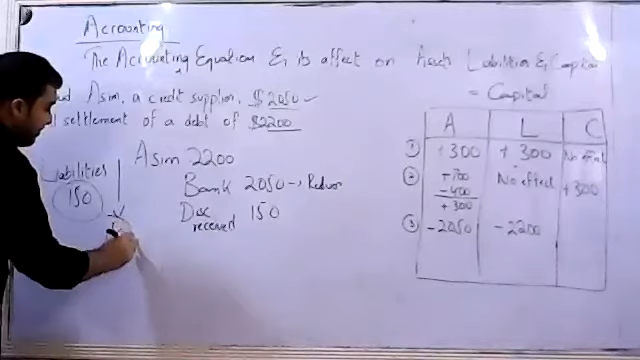 Accounting
The Accounting Equation & its affect on Assets Liabilities & Capital
= Capital
Asim, a credit supplier, $2050
settlement of a debt of $2200
Liabilities
150
Asim 2200
Bank 2050 →
Disc received 150
A L C
① +300 +300 No effect
② +700 No effect +300
-400
+300
③ -2050 -2200